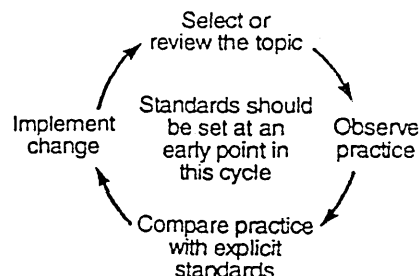 Select or
review the topic
Standards should
be set at an
early point in
this cycle
Implement
change
Observe
practice
Compare practice
with explicit
standards